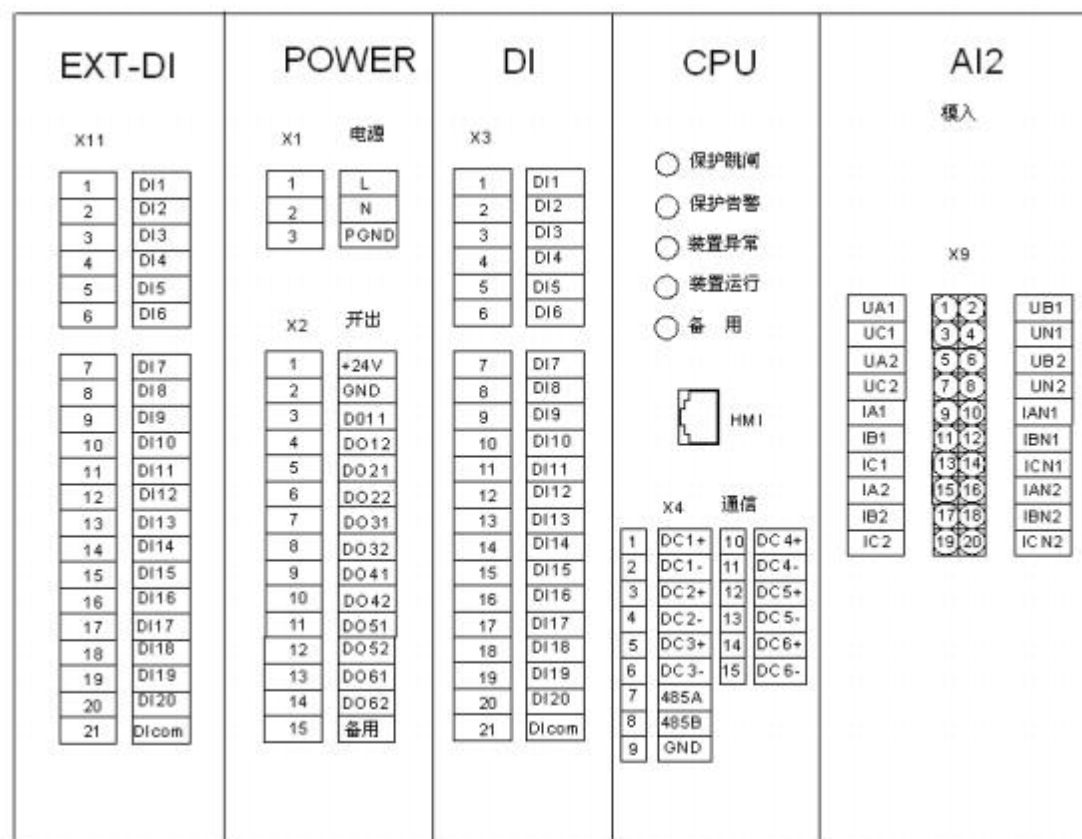 EXT-DI
X11
1 DI1
2 DI2
3 DI3
4 DI4
5 DI5
6 DI6
7 DI7
8 DI8
9 DI9
10 DI10
11 DI11
12 DI12
13 DI13
14 DI14
15 DI15
16 DI16
17 DI17
18 DI18
19 DI19
20 DI20
21 DIcom
POWER
X1 电源
1 L
2 N
3 PGND
X2 开出
1 +24V
2 GND
3 D011
4 DO12
5 DO21
6 DO22
7 DO31
8 DO32
9 DO41
10 DO42
11 DO51
12 DO52
13 DO61
14 DO62
15 备用
DI
X3
1 DI1
2 DI2
3 DI3
4 DI4
5 DI5
6 DI6
7 DI7
8 DI8
9 DI9
10 DI10
11 DI11
12 DI12
13 DI13
14 DI14
15 DI15
16 DI16
17 DI17
18 DI18
19 DI19
20 DI20
21 DIcom
CPU
保护跳闸
保护告警
装置异常
装置运行
备 用
HMI
X4 通信
1 DC1+ 10 DC4+
2 DC1- 11 DC4-
3 DC2+ 12 DC5+
4 DC2- 13 DC5-
5 DC3+ 14 DC6+
6 DC3- 15 DC6-
7 485A
8 485B
9 GND
AI2
模入
X9
UA1 1 2 UB1
UC1 3 4 UN1
UA2 5 6 UB2
UC2 7 8 UN2
IA1 9 10 IAN1
IB1 11 12 IBN1
IC1 13 14 ICN1
IA2 15 16 IAN2
IB2 17 18 IBN2
IC2 19 20 ICN2